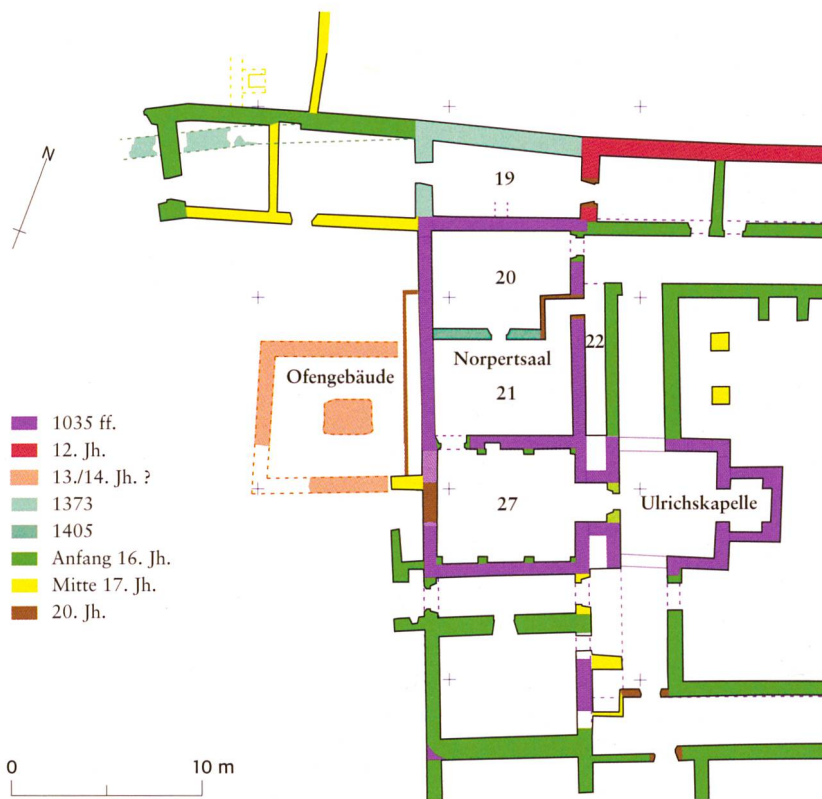 N
19
20
22
Ofengebäude
Norpertsaal
21
27
Ulrichskapelle
1035 ff.
12. Jh.
13./14. Jh. ?
1373
1405
Anfang 16. Jh.
Mitte 17. Jh.
20. Jh.
0 10 m